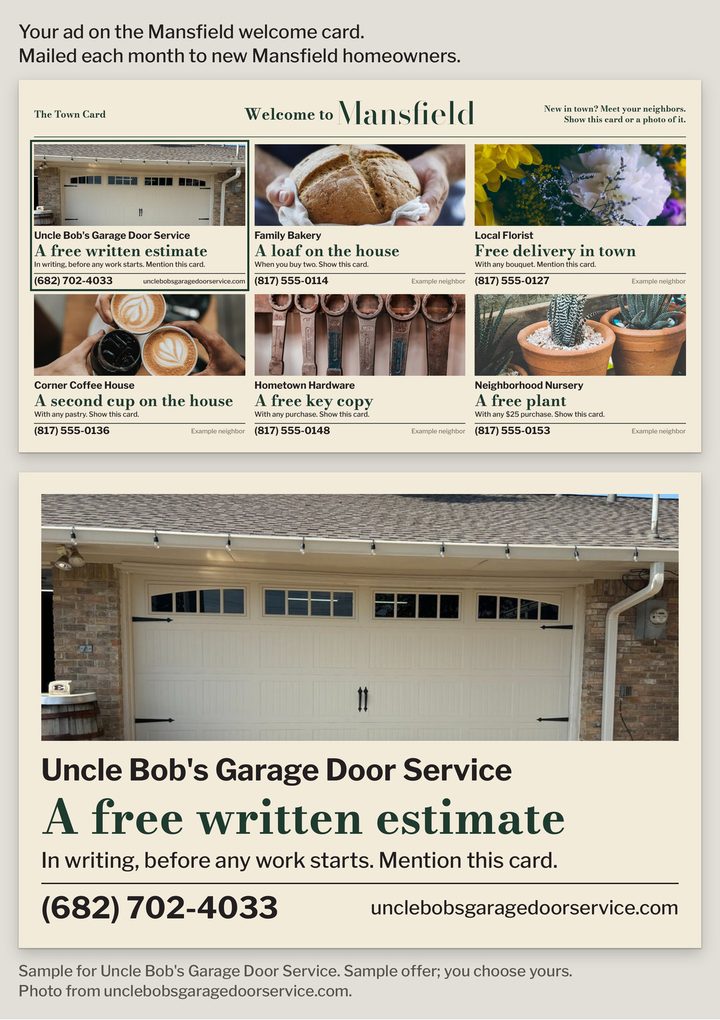 Your ad on the Mansfield welcome card.
Mailed each month to new Mansfield homeowners.
The Town Card
Welcome to Mansfield
New in town? Meet your neighbors.
Show this card or a photo of it.
Uncle Bob's Garage Door Service
A free written estimate
In writing, before any work starts. Mention this card.
(682) 702-4033 unclebobsgaragedoorservice.com
Family Bakery
A loaf on the house
When you buy two. Show this card.
(817) 555-0114 Example neighbor
Local Florist
Free delivery in town
With any bouquet. Mention this card.
(817) 555-0127 Example neighbor
Corner Coffee House
A second cup on the house
With any pastry. Show this card.
(817) 555-0136 Example neighbor
Hometown Hardware
A free key copy
With any purchase. Show this card.
(817) 555-0148 Example neighbor
Neighborhood Nursery
A free plant
With any $25 purchase. Show this card.
(817) 555-0153 Example neighbor
Uncle Bob's Garage Door Service
A free written estimate
In writing, before any work starts. Mention this card.
(682) 702-4033 unclebobsgaragedoorservice.com
Sample for Uncle Bob's Garage Door Service. Sample offer; you choose yours.
Photo from unclebobsgaragedoorservice.com.